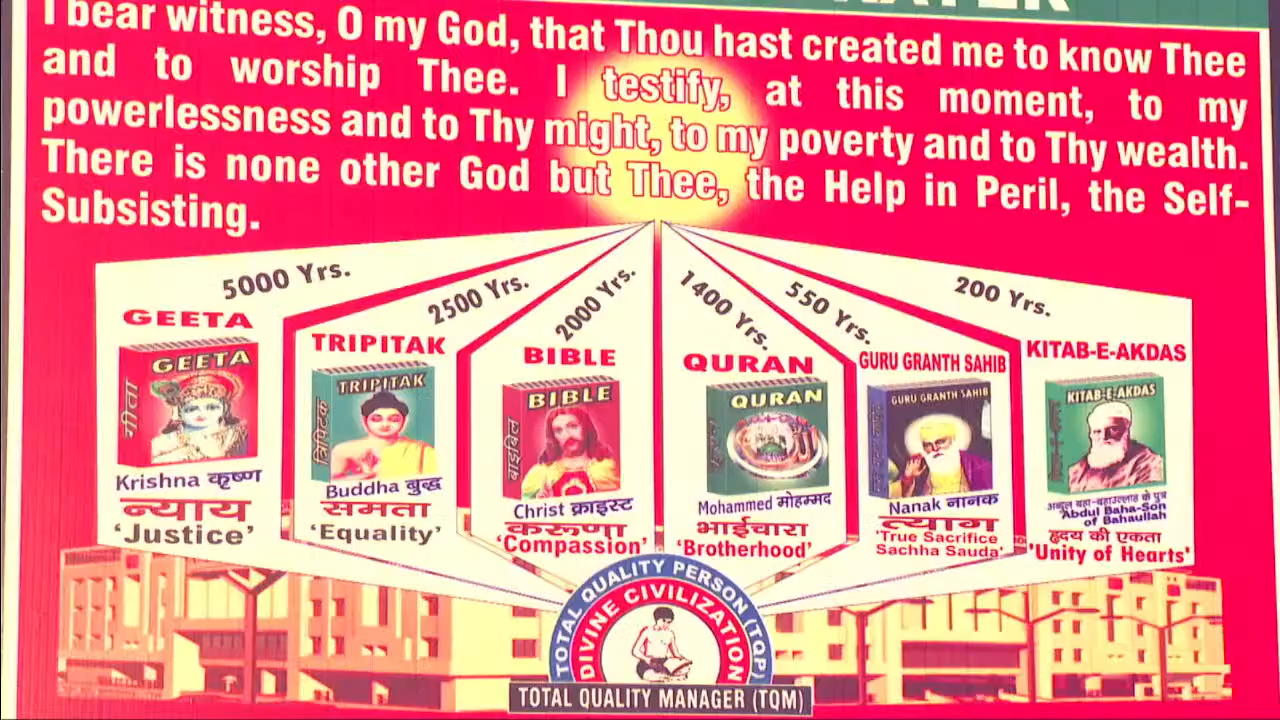 I bear witness, O my God, that Thou hast created me to know Thee
and to worship Thee. I testify, at this moment, to my
powerlessness and to Thy might, to my poverty and to Thy wealth.
There is none other God but Thee, the Help in Peril, the Self-
Subsisting.
5000 Yrs.
2500 Yrs.
2000 Yrs.
1400 Yrs.
550 Yrs.
200 Yrs.
GEETA
TRIPITAK
BIBLE
QURAN
GURU GRANTH SAHIB
KITAB-E-AKDAS
GEETA
गीता
TRIPITAK
त्रिपिटक
BIBLE
बाइबिल
QURAN
GURU GRANTH SAHIB
KITAB-E-AKDAS
Krishna कृष्ण
न्याय
'Justice'
Buddha बुद्ध
समता
'Equality'
Christ क्राइस्ट
करूणा
'Compassion'
Mohammed मोहम्मद
भाईचारा
'Brotherhood'
Nanak नानक
त्याग
'True Sacrifice
Sachha Sauda'
अब्दुल बहा-बहाउल्लाह के पुत्र
Abdul Baha-Son
of Bahaullah
हृदय की एकता
'Unity of Hearts'
TOTAL QUALITY PERSON (TQP)
DIVINE CIVILIZATION
TOTAL QUALITY MANAGER (TQM)